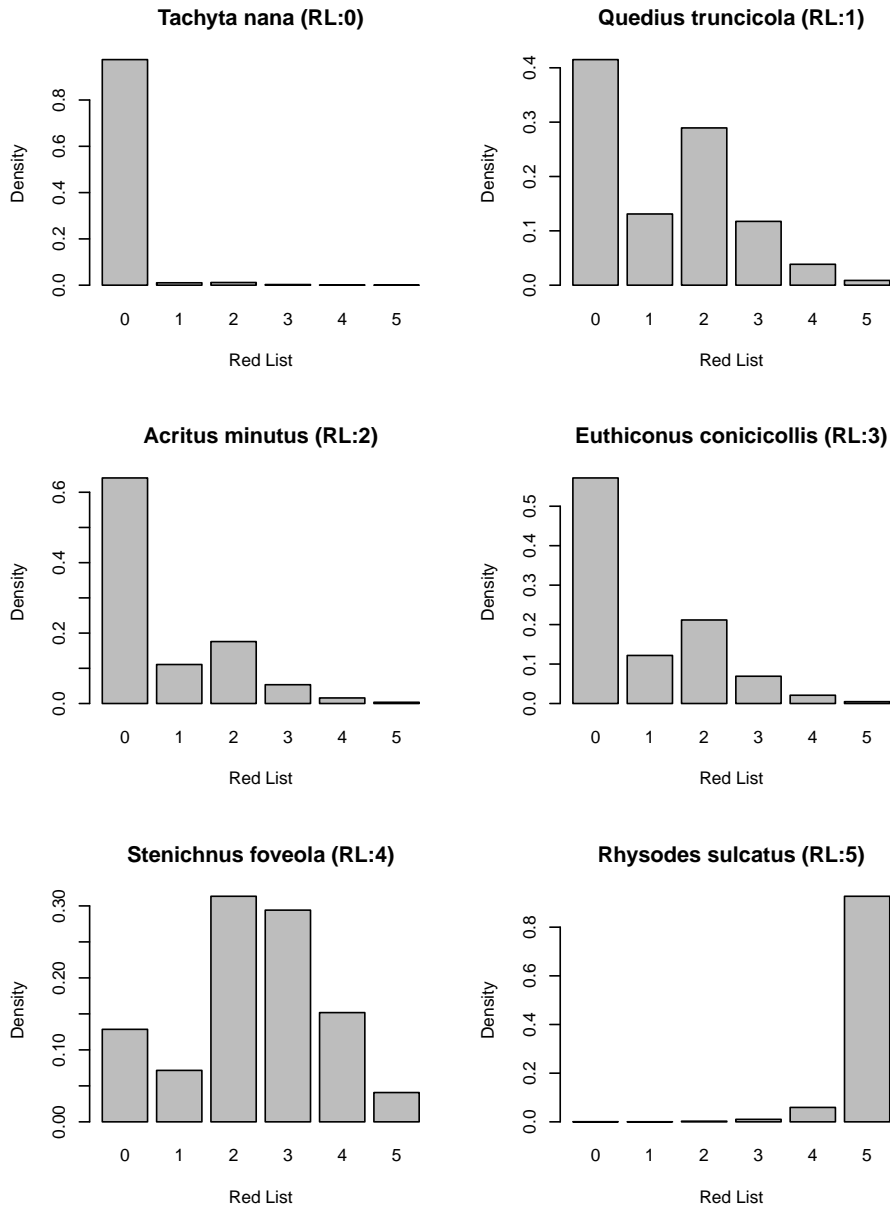 Tachyta nana (RL:0)
Density
0.0 0.2 0.4 0.6 0.8
0 1 2 3 4 5
Red List
Quedius truncicola (RL:1)
Density
0.0 0.1 0.2 0.3 0.4
0 1 2 3 4 5
Red List
Acritus minutus (RL:2)
Density
0.0 0.2 0.4 0.6
0 1 2 3 4 5
Red List
Euthiconus conicicollis (RL:3)
Density
0.0 0.1 0.2 0.3 0.4 0.5
0 1 2 3 4 5
Red List
Stenichnus foveola (RL:4)
Density
0.00 0.10 0.20 0.30
0 1 2 3 4 5
Red List
Rhysodes sulcatus (RL:5)
Density
0.0 0.2 0.4 0.6 0.8
0 1 2 3 4 5
Red List